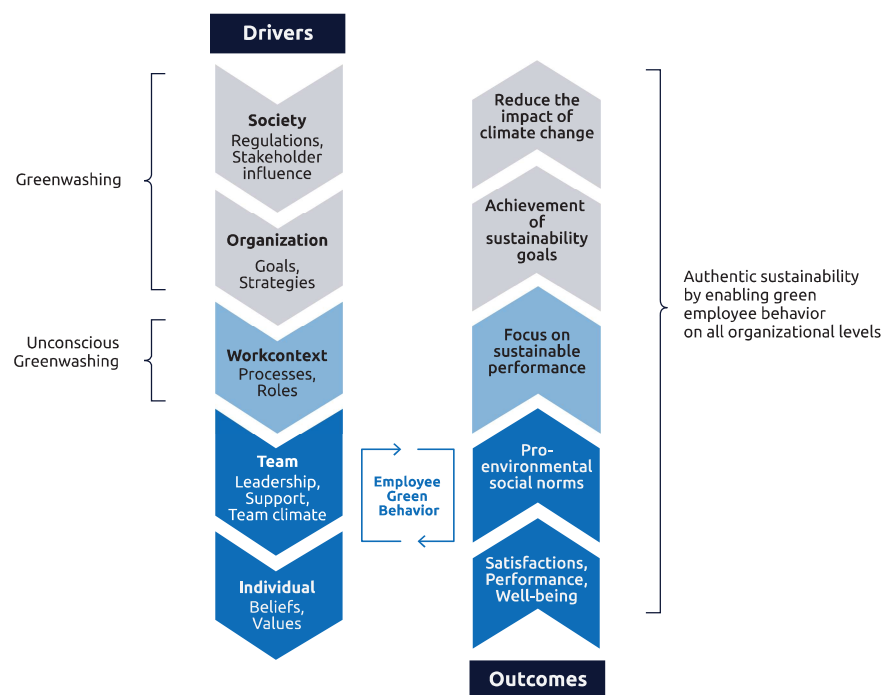 Drivers
Greenwashing
Society
Regulations,
Stakeholder
influence
Organization
Goals,
Strategies
Unconscious
Greenwashing
Workcontext
Processes,
Roles
Team
Leadership,
Support,
Team climate
Individual
Beliefs,
Values
Employee
Green
Behavior
Reduce the
impact of
climate change
Achievement
of
sustainability
goals
Focus on
sustainable
performance
Pro-
environmental
social norms
Satisfactions,
Performance,
Well-being
Outcomes
Authentic sustainability
by enabling green
employee behavior
on all organizational levels